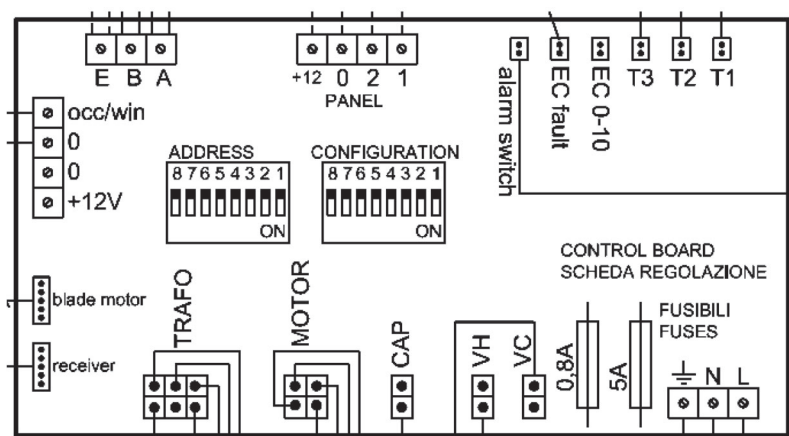 E B A
+12 0 2 1
PANEL
alarm switch
EC fault
EC 0-10
T3
T2
T1
occ/win
0
0
+12V
ADDRESS
8 7 6 5 4 3 2 1
ON
CONFIGURATION
8 7 6 5 4 3 2 1
ON
CONTROL BOARD
SCHEDA REGOLAZIONE
blade motor
receiver
TRAFO
MOTOR
CAP
VH
VC
0,8A
5A
FUSIBILI
FUSES
N L